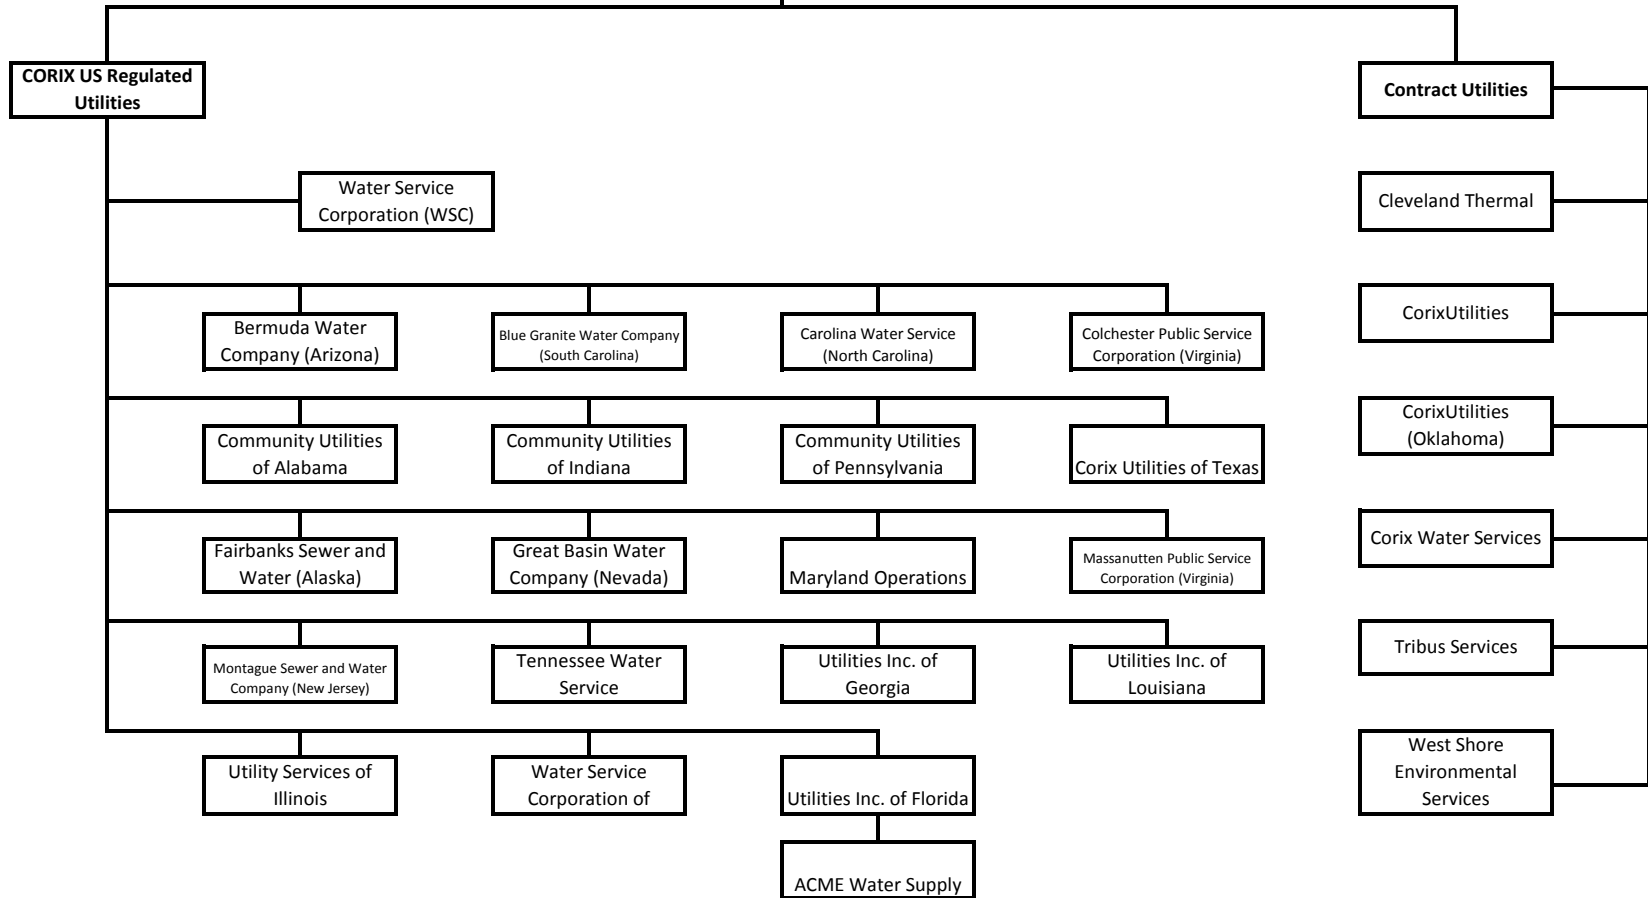 CORIX US Regulated
Utilities
Contract Utilities
Water Service
Corporation (WSC)
Cleveland Thermal
Bermuda Water
Company (Arizona)
Blue Granite Water Company
(South Carolina)
Carolina Water Service
(North Carolina)
Colchester Public Service
Corporation (Virginia)
CorixUtilities
Community Utilities
of Alabama
Community Utilities
of Indiana
Community Utilities
of Pennsylvania
Corix Utilities of Texas
CorixUtilities
(Oklahoma)
Fairbanks Sewer and
Water (Alaska)
Great Basin Water
Company (Nevada)
Maryland Operations
Massanutten Public Service
Corporation (Virginia)
Corix Water Services
Montague Sewer and Water
Company (New Jersey)
Tennessee Water
Service
Utilities Inc. of
Georgia
Utilities Inc. of
Louisiana
Tribus Services
Utility Services of
Illinois
Water Service
Corporation of
Utilities Inc. of Florida
West Shore
Environmental
Services
ACME Water Supply